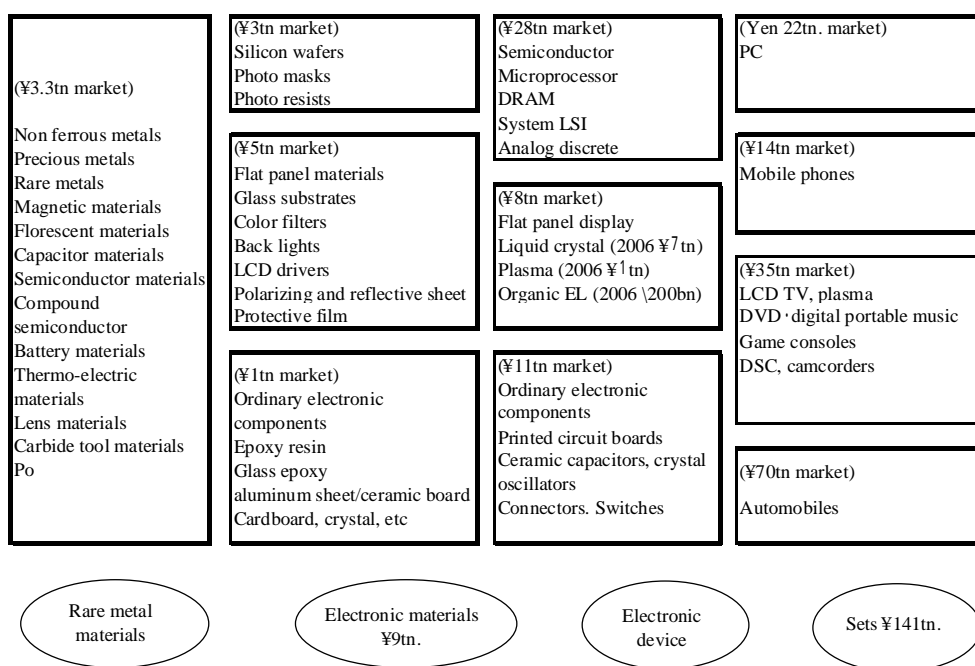 (¥3.3tn market)
Non ferrous metals
Precious metals
Rare metals
Magnetic materials
Florescent materials
Capacitor materials
Semiconductor materials
Compound
semiconductor
Battery materials
Thermo-electric
materials
Lens materials
Carbide tool materials
Po
(¥3tn market)
Silicon wafers
Photo masks
Photo resists
(¥5tn market)
Flat panel materials
Glass substrates
Color filters
Back lights
LCD drivers
Polarizing and reflective sheet
Protective film
(¥1tn market)
Ordinary electronic
components
Epoxy resin
Glass epoxy
aluminum sheet/ceramic board
Cardboard, crystal, etc
(¥28tn market)
Semiconductor
Microprocessor
DRAM
System LSI
Analog discrete
(¥8tn market)
Flat panel display
Liquid crystal (2006 ¥7tn)
Plasma (2006 ¥1tn)
Organic EL (2006 \200bn)
(¥11tn market)
Ordinary electronic
components
Printed circuit boards
Ceramic capacitors, crystal
oscillators
Connectors. Switches
(Yen 22tn. market)
PC
(¥14tn market)
Mobile phones
(¥35tn market)
LCD TV, plasma
DVD・digital portable music
Game consoles
DSC, camcorders
(¥70tn market)
Automobiles
Rare metal
materials
Electronic materials
¥9tn.
Electronic
device
Sets ¥141tn.